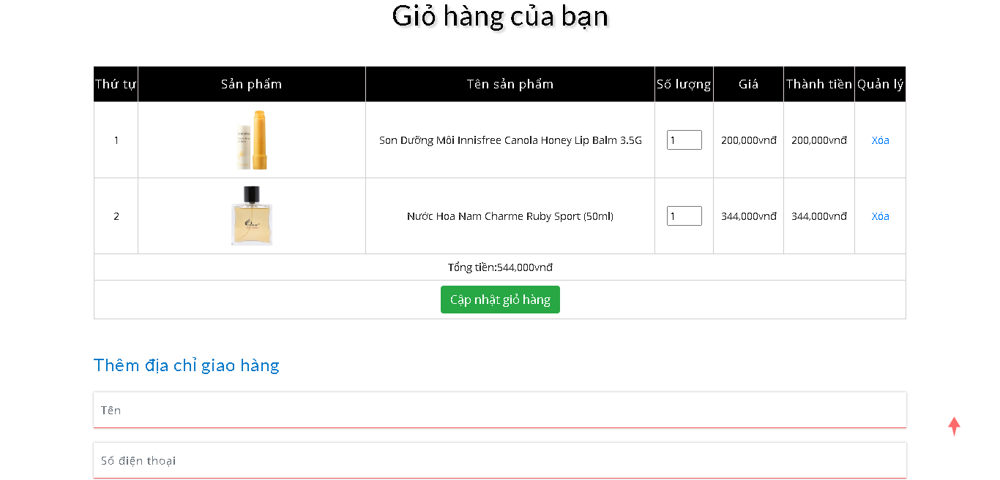 Giỏ hàng của bạn
Thứ tự Sản phẩm Tên sản phẩm Số lượng Giá Thành tiền Quản lý
1 Son Dưỡng Môi Innisfree Canola Honey Lip Balm 3.5G 1 200,000vnđ 200,000vnđ Xóa
2 Nước Hoa Nam Charme Ruby Sport (50ml) 1 344,000vnđ 344,000vnđ Xóa
Tổng tiền:544,000vnđ
Cập nhật giỏ hàng
Thêm địa chỉ giao hàng
Tên
Số điện thoại